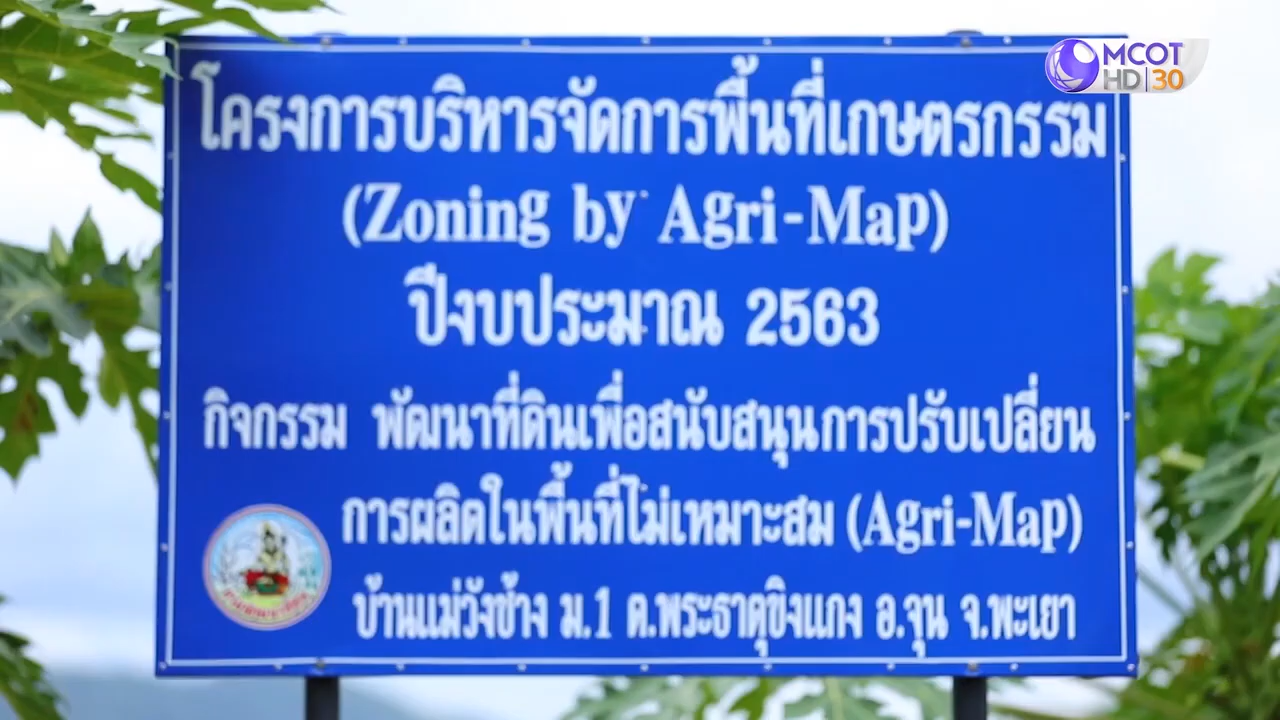 MCOT
HD 30
โครงการบริหารจัดการพื้นที่เกษตรกรรม
(Zoning by Agri-Map)
ปีงบประมาณ 2563
กิจกรรม พัฒนาที่ดินเพื่อสนับสนุนการปรับเปลี่ยน
การผลิตในพื้นที่ไม่เหมาะสม (Agri-Map)
บ้านแม่วังช้าง ม.1 ต.พระธาตุขิงแกง อ.จุน จ.พะเยา